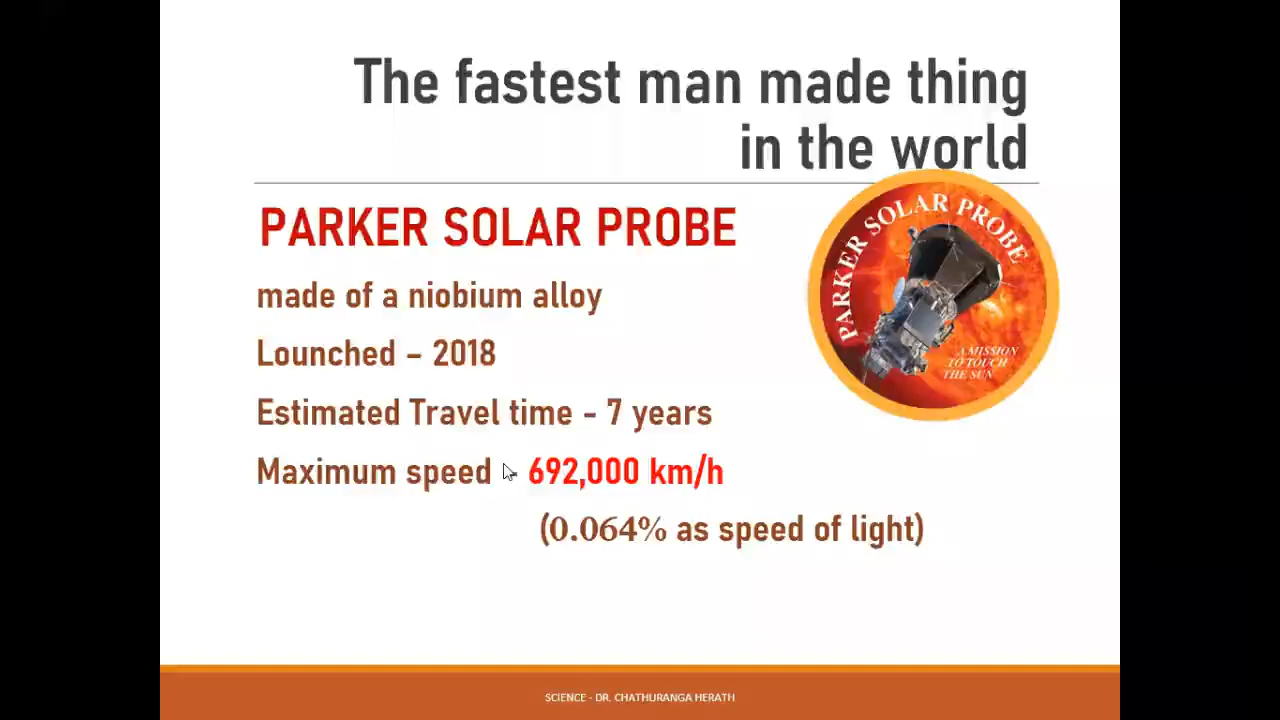 The fastest man made thing
in the world
PARKER SOLAR PROBE
PARKER SOLAR PROBE
made of a niobium alloy
A MISSION
TO TOUCH
THE SUN
Lounched – 2018
Estimated Travel time - 7 years
Maximum speed - 692,000 km/h
(0.064% as speed of light)
SCIENCE - DR. CHATHURANGA HERATH